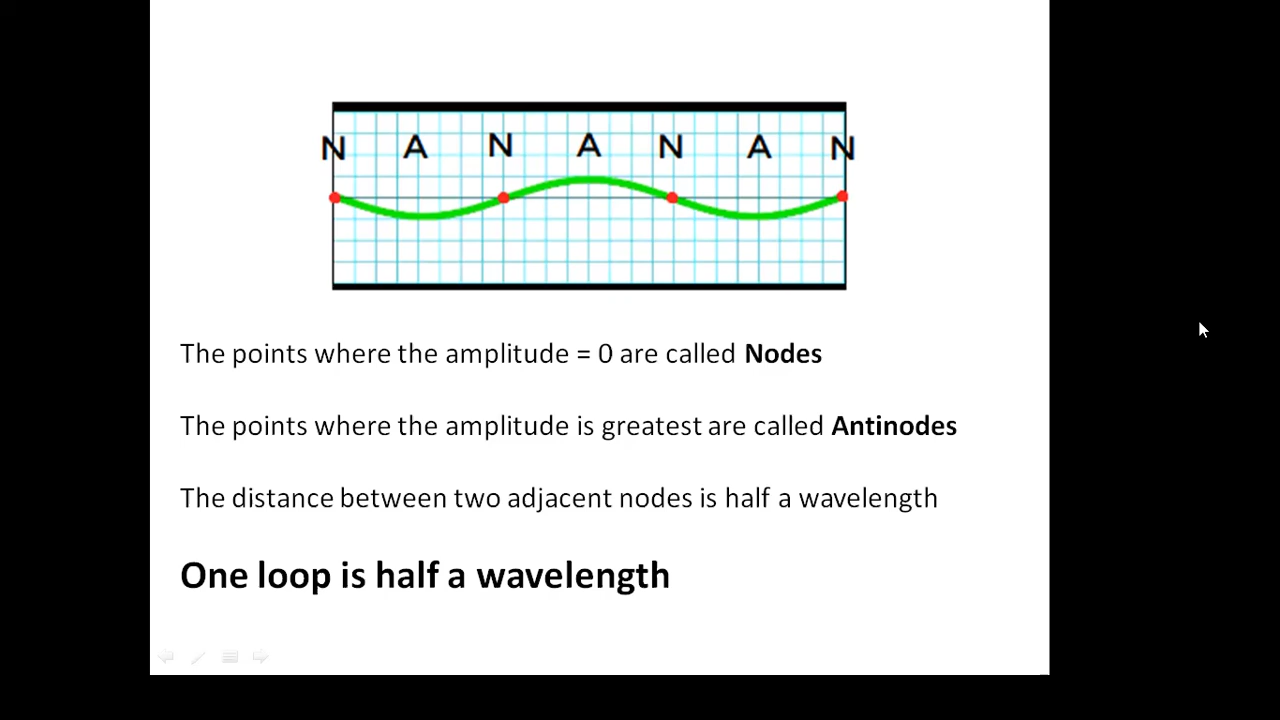 N A N A N A N
The points where the amplitude = 0 are called Nodes
The points where the amplitude is greatest are called Antinodes
The distance between two adjacent nodes is half a wavelength
One loop is half a wavelength